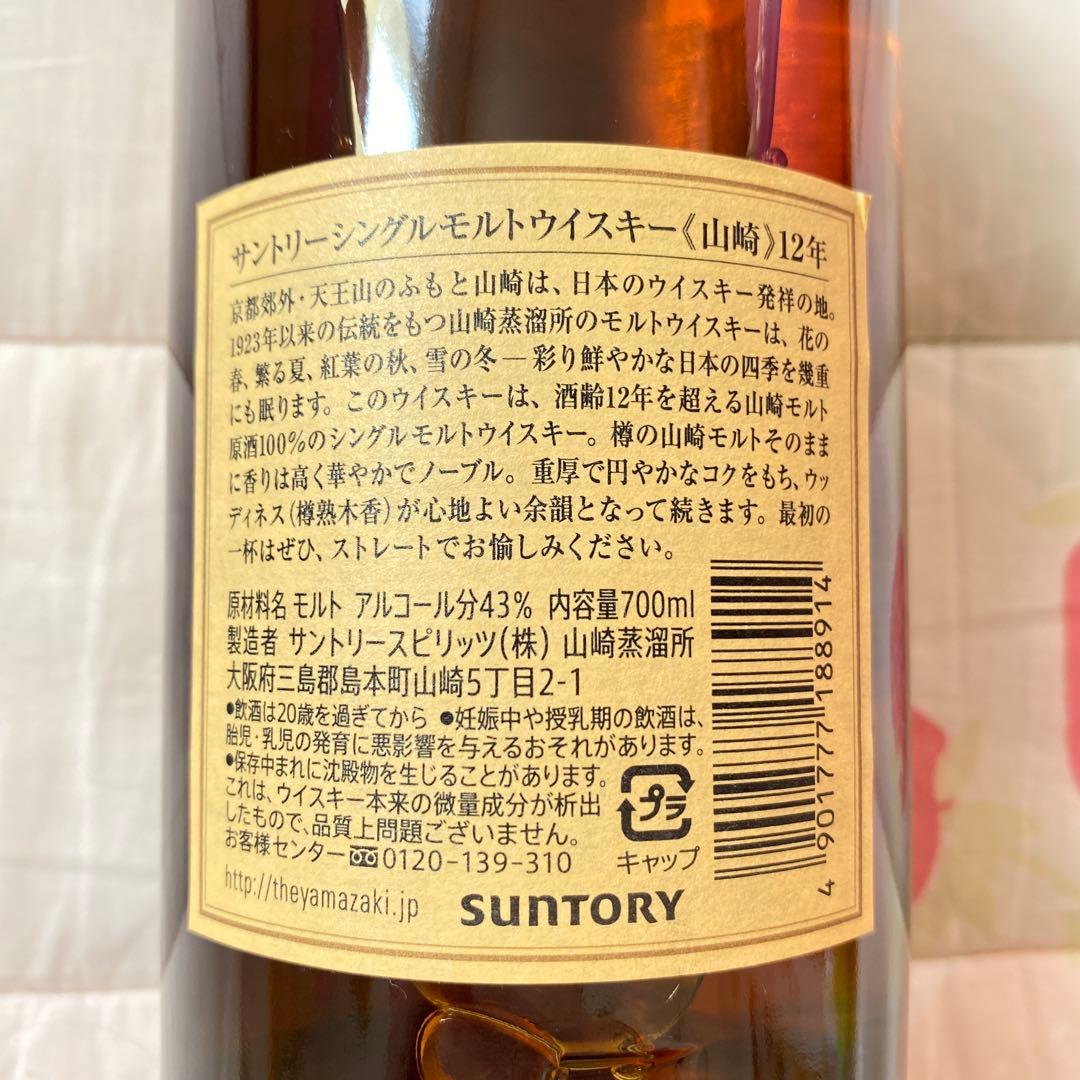 サントリーシングルモルトウイスキー《山崎》12年
京都郊外・天王山のふもと山崎は、日本のウイスキー発祥の地。
1923年以来の伝統をもつ山崎蒸溜所のモルトウイスキーは、花の
春、繁る夏、紅葉の秋、雪の冬―彩り鮮やかな日本の四季を幾重
にも眠ります。このウイスキーは、酒齢12年を超える山崎モルト
原酒100%のシングルモルトウイスキー。樽の山崎モルトそのまま
に香りは高く華やかでノーブル。重厚で円やかなコクをもち、ウッ
ディネス(樽熟木香)が心地よい余韻となって続きます。最初の
一杯はぜひ、ストレートでお愉しみください。
原材料名 モルト アルコール分43% 内容量700ml
製造者 サントリースピリッツ(株) 山崎蒸溜所
大阪府三島郡島本町山崎5丁目2-1
●飲酒は20歳を過ぎてから ●妊娠中や授乳期の飲酒は、
胎児・乳児の発育に悪影響を与えるおそれがあります。
●保存中まれに沈殿物を生じることがあります。
これは、ウイスキー本来の微量成分が析出
したもので、品質上問題ございません。
お客様センター 0120-139-310
http://theyamazaki.jp
SUNTORY
プラ
キャップ
4 901777 188914